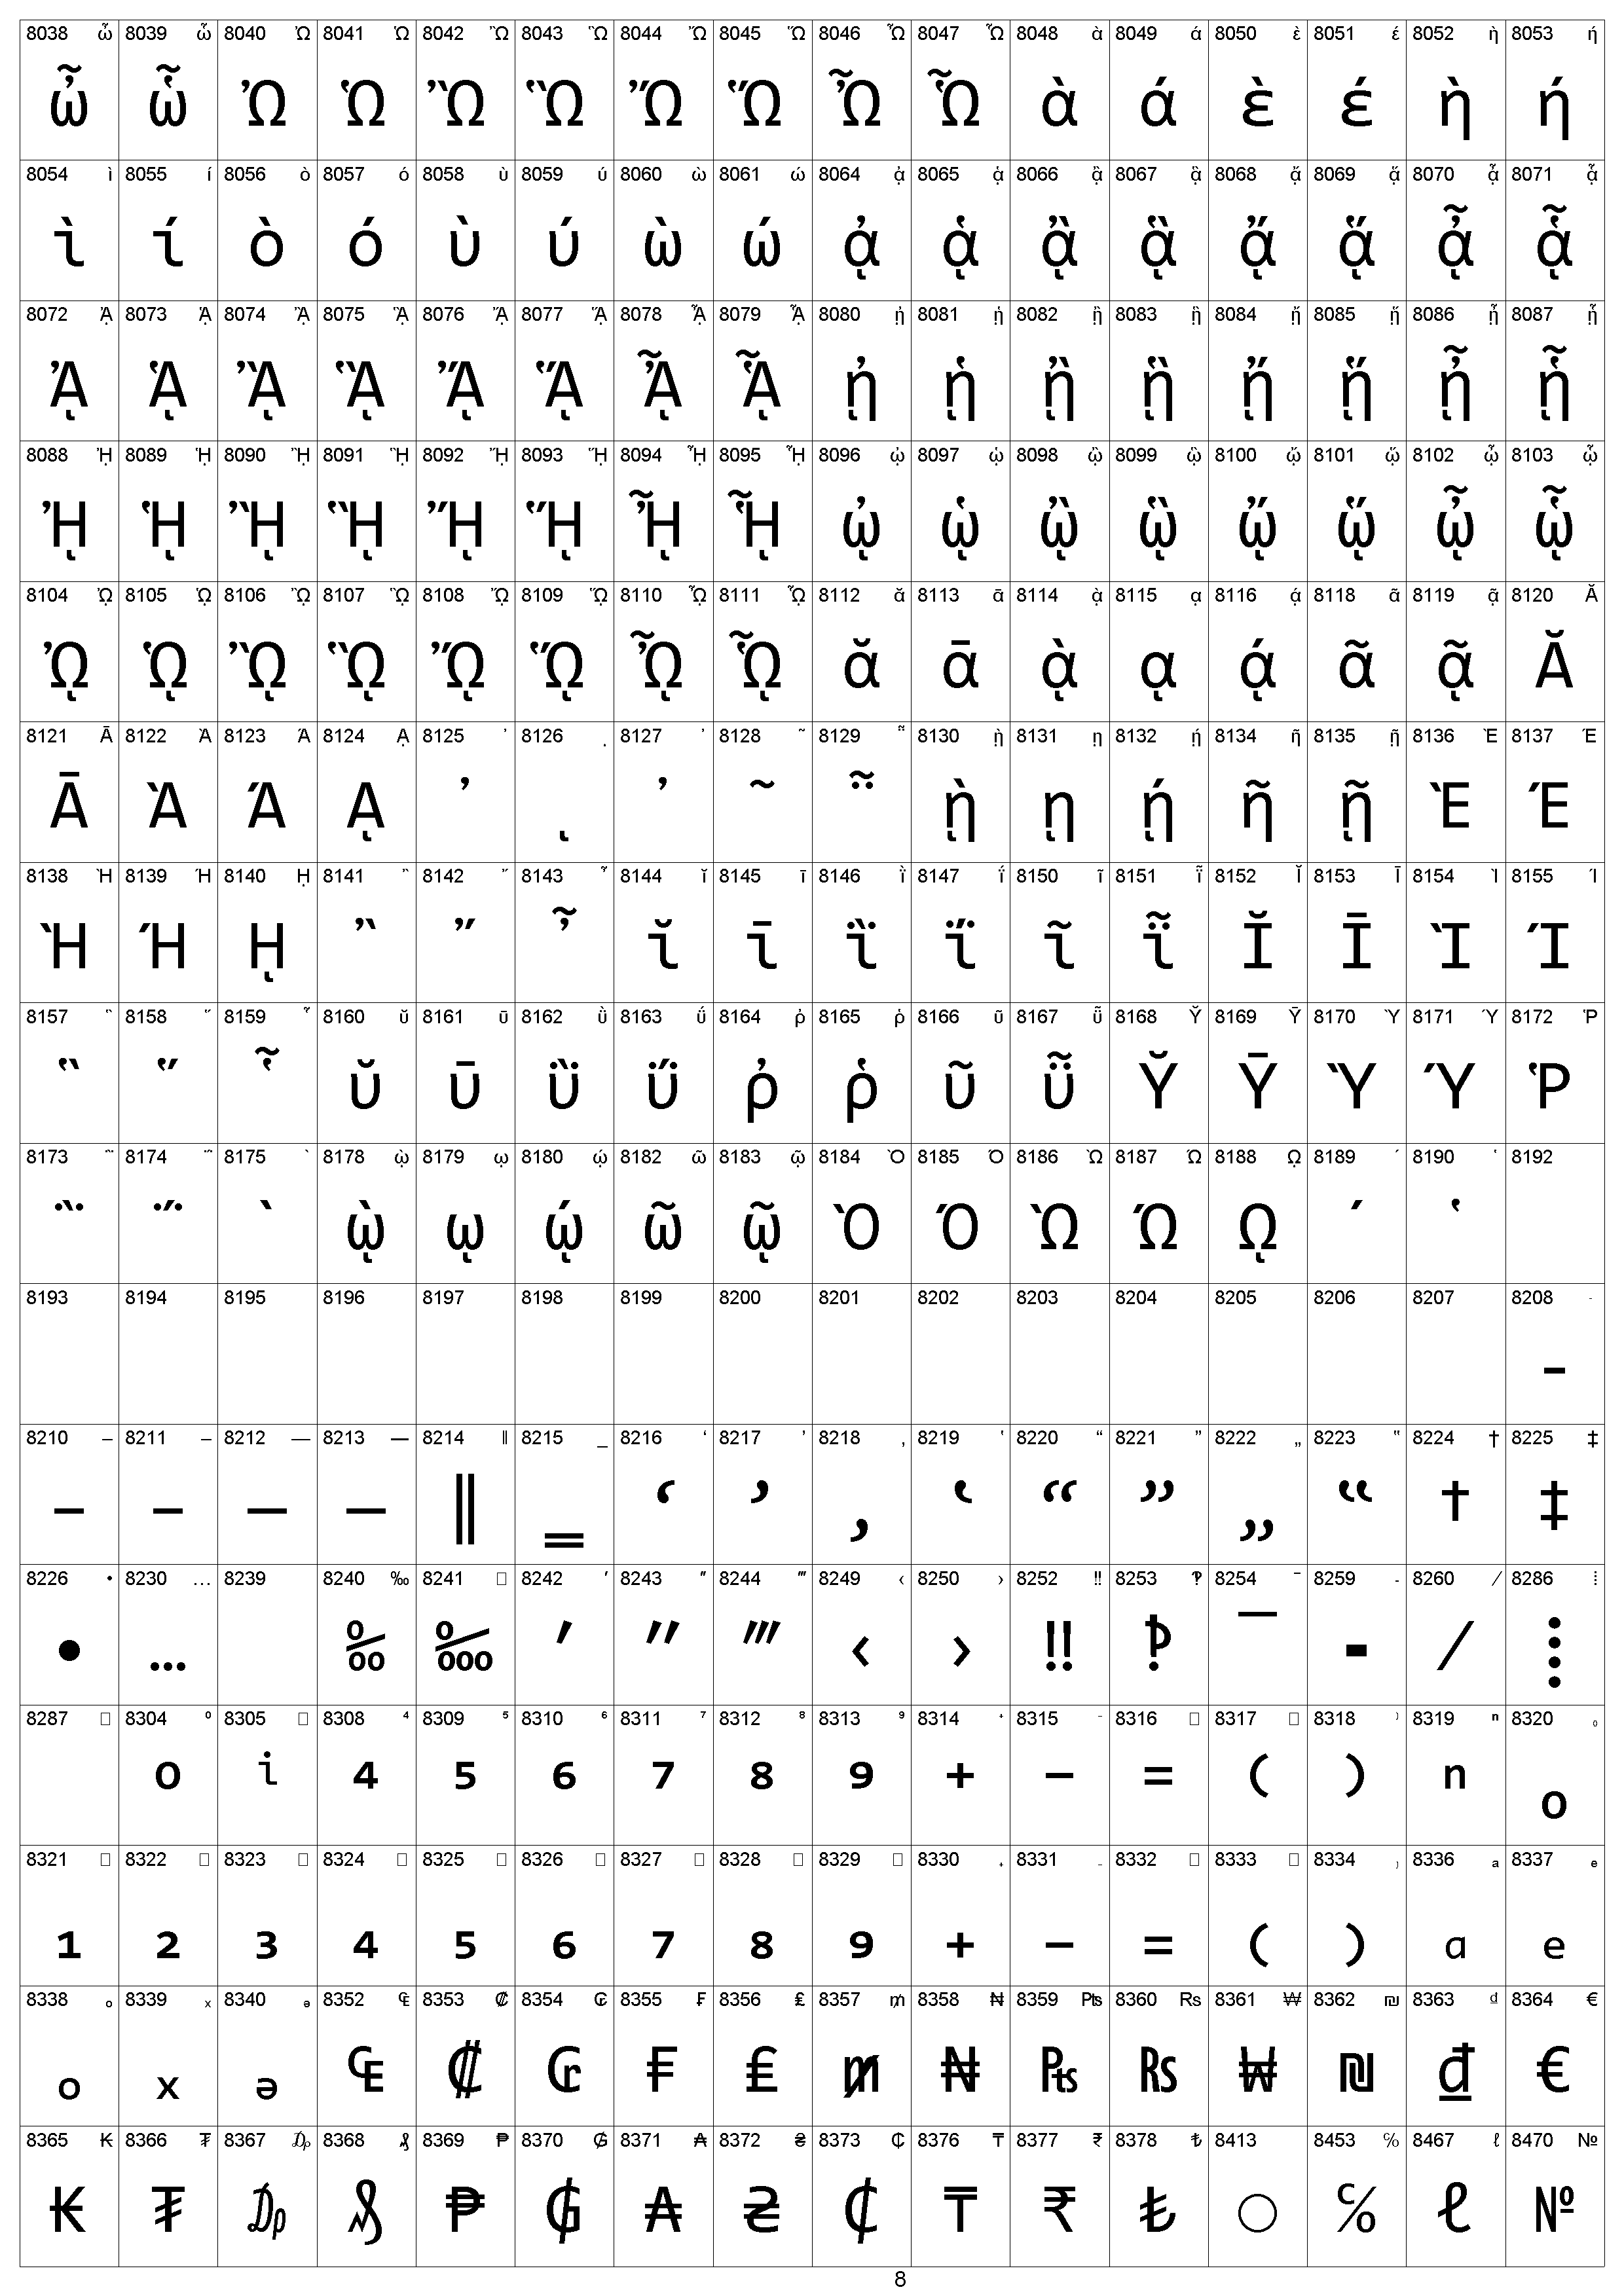 8038 ὦ 8039 ὧ 8040 Ὠ 8041 Ὡ 8042 Ὢ 8043 Ὣ 8044 Ὤ 8045 Ὥ 8046 Ὦ 8047 Ὧ 8048 ὰ 8049 ά 8050 ὲ 8051 έ 8052 ὴ 8053 ή
ὦ ὧ Ὠ Ὡ Ὢ Ὣ Ὤ Ὥ Ὦ Ὧ ὰ ά ὲ έ ὴ ή
8054 ὶ 8055 ί 8056 ὸ 8057 ό 8058 ὺ 8059 ύ 8060 ὼ 8061 ώ 8064 ᾀ 8065 ᾁ 8066 ᾂ 8067 ᾃ 8068 ᾄ 8069 ᾅ 8070 ᾆ 8071 ᾇ
ὶ ί ὸ ό ὺ ύ ὼ ώ ᾀ ᾁ ᾂ ᾃ ᾄ ᾅ ᾆ ᾇ
8072 ᾈ 8073 ᾉ 8074 ᾊ 8075 ᾋ 8076 ᾌ 8077 ᾍ 8078 ᾎ 8079 ᾏ 8080 ᾐ 8081 ᾑ 8082 ᾒ 8083 ᾓ 8084 ᾔ 8085 ᾕ 8086 ᾖ 8087 ᾗ
ᾈ ᾉ ᾊ ᾋ ᾌ ᾍ ᾎ ᾏ ᾐ ᾑ ᾒ ᾓ ᾔ ᾕ ᾖ ᾗ
8088 ᾘ 8089 ᾙ 8090 ᾚ 8091 ᾛ 8092 ᾜ 8093 ᾝ 8094 ᾞ 8095 ᾟ 8096 ᾠ 8097 ᾡ 8098 ᾢ 8099 ᾣ 8100 ᾤ 8101 ᾥ 8102 ᾦ 8103 ᾧ
ᾘ ᾙ ᾚ ᾛ ᾜ ᾝ ᾞ ᾟ ᾠ ᾡ ᾢ ᾣ ᾤ ᾥ ᾦ ᾧ
8104 ᾨ 8105 ᾩ 8106 ᾪ 8107 ᾫ 8108 ᾬ 8109 ᾭ 8110 ᾮ 8111 ᾯ 8112 ᾰ 8113 ᾱ 8114 ᾲ 8115 ᾳ 8116 ᾴ 8118 ᾶ 8119 ᾷ 8120 Ᾰ
ᾨ ᾩ ᾪ ᾫ ᾬ ᾭ ᾮ ᾯ ᾰ ᾱ ᾲ ᾳ ᾴ ᾶ ᾷ Ᾰ
8121 Ᾱ 8122 Ὰ 8123 Ά 8124 ᾼ 8125 ᾽ 8126 ι 8127 ᾿ 8128 ῀ 8129 ῁ 8130 ῂ 8131 ῃ 8132 ῄ 8134 ῆ 8135 ῇ 8136 Ὲ 8137 Έ
Ᾱ Ὰ Ά ᾼ ᾽ ι ᾿ ῀ ῁ ῂ ῃ ῄ ῆ ῇ Ὲ Έ
8138 Ὴ 8139 Ή 8140 ῌ 8141 ῍ 8142 ῎ 8143 ῏ 8144 ῐ 8145 ῑ 8146 ῒ 8147 ΐ 8150 ῖ 8151 ῗ 8152 Ῐ 8153 Ῑ 8154 Ὶ 8155 Ί
Ὴ Ή ῌ ῍ ῎ ῏ ῐ ῑ ῒ ΐ ῖ ῗ Ῐ Ῑ Ὶ Ί
8157 ῝ 8158 ῞ 8159 ῟ 8160 ῠ 8161 ῡ 8162 ῢ 8163 ΰ 8164 ῤ 8165 ῥ 8166 ῦ 8167 ῧ 8168 Ῠ 8169 Ῡ 8170 Ὺ 8171 Ύ 8172 Ῥ
῝ ῞ ῟ ῠ ῡ ῢ ΰ ῤ ῥ ῦ ῧ Ῠ Ῡ Ὺ Ύ Ῥ
8173 ῭ 8174 ΅ 8175 ` 8178 ῲ 8179 ῳ 8180 ῴ 8182 ῶ 8183 ῷ 8184 Ὸ 8185 Ό 8186 Ὼ 8187 Ώ 8188 ῼ 8189 ´ 8190 ῾ 8192
῭ ΅ ` ῲ ῳ ῴ ῶ ῷ Ὸ Ό Ὼ Ώ ῼ ´ ῾
8193 8194 8195 8196 8197 8198 8199 8200 8201 8202 8203 8204 8205 8206 8207 8208 ‐
‐
8210 ‒ 8211 – 8212 — 8213 ― 8214 ‖ 8215 ‗ 8216 ‘ 8217 ’ 8218 ‚ 8219 ‛ 8220 “ 8221 ” 8222 „ 8223 ‟ 8224 † 8225 ‡
‒ – — ― ‖ ‗ ‘ ’ ‚ ‛ “ ” „ ‟ † ‡
8226 • 8230 … 8239 8240 ‰ 8241 □ 8242 ′ 8243 ″ 8244 ‴ 8249 ‹ 8250 › 8252 ‼ 8253 ‽ 8254 ‾ 8259 ⁃ 8260 ⁄ 8286 ⁞
• … ‰ ‱ ′ ″ ‴ ‹ › ‼ ‽ ‾ ⁃ ⁄ ⁞
8287 □ 8304 ⁰ 8305 □ 8308 ⁴ 8309 ⁵ 8310 ⁶ 8311 ⁷ 8312 ⁸ 8313 ⁹ 8314 ⁺ 8315 ⁻ 8316 □ 8317 □ 8318 ⁾ 8319 ⁿ 8320 ₀
⁰ ⁱ ⁴ ⁵ ⁶ ⁷ ⁸ ⁹ ⁺ ⁻ ⁼ ⁽ ⁾ ⁿ ₀
8321 □ 8322 □ 8323 □ 8324 □ 8325 □ 8326 □ 8327 □ 8328 □ 8329 □ 8330 ₊ 8331 ₋ 8332 □ 8333 □ 8334 ₎ 8336 ₐ 8337 ₑ
₁ ₂ ₃ ₄ ₅ ₆ ₇ ₈ ₉ ₊ ₋ ₌ ₍ ₎ ₐ ₑ
8338 ₒ 8339 ₓ 8340 ₔ 8352 ₠ 8353 ₡ 8354 ₢ 8355 ₣ 8356 ₤ 8357 ₥ 8358 ₦ 8359 ₧ 8360 ₨ 8361 ₩ 8362 ₪ 8363 ₫ 8364 €
ₒ ₓ ₔ ₠ ₡ ₢ ₣ ₤ ₥ ₦ ₧ ₨ ₩ ₪ ₫ €
8365 ₭ 8366 ₮ 8367 ₯ 8368 ₰ 8369 ₱ 8370 ₲ 8371 ₳ 8372 ₴ 8373 ₵ 8376 ₸ 8377 ₹ 8378 ₺ 8413 8453 ℅ 8467 ℓ 8470 №
₭ ₮ ₯ ₰ ₱ ₲ ₳ ₴ ₵ ₸ ₹ ₺ ⃝ ℅ ℓ №
8